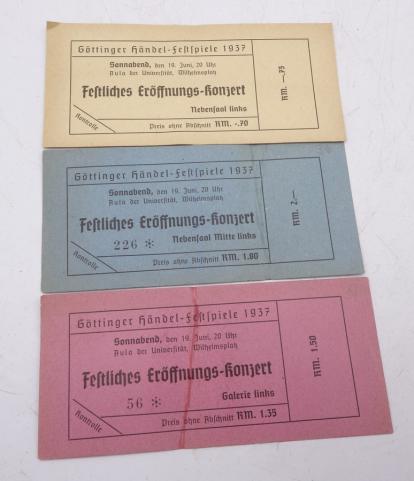 Göttinger Händel-Festspiele 1937
Sonnabend, den 19. Juni, 20 Uhr
Aula der Universität, Wilhelmsplatz
Festliches Eröffnungs-Konzert
Nebensaal links
Kontrolle
Preis ohne Abschnitt RM. -.70
RM. —.75
Göttinger Händel-Festspiele 1937
Sonnabend, den 19. Juni, 20 Uhr
Aula der Universität, Wilhelmsplatz
Festliches Eröffnungs-Konzert
226 * Nebensaal Mitte links
Kontrolle
Preis ohne Abschnitt RM. 1.80
RM. 2.—
Göttinger Händel-Festspiele 1937
Sonnabend, den 19. Juni, 20 Uhr
Aula der Universität, Wilhelmsplatz
Festliches Eröffnungs-Konzert
56 * Galerie links
Kontrolle
Preis ohne Abschnitt RM. 1.35
RM. 1.50